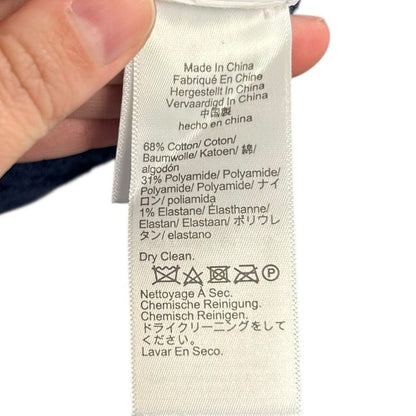 Made In China
Fabriqué En Chine
Hergestellt In China
Vervaardigd In China
中国製
hecho en china
68% Cotton/ Coton/
Baumwolle/ Katoen/ 綿/
algodón
31% Polyamide/ Polyamide/
Polyamide/ Polyamide/ ナイ
ロン/ poliamida
1% Elastane/ Élasthanne/
Elastan/ Elastaan/ ポリウレ
タン/ elastano
Dry Clean.
P
Nettoyage À Sec.
Chemische Reinigung.
Chemisch Reinigen.
ドライクリーニングをして
ください。
Lavar En Seco.